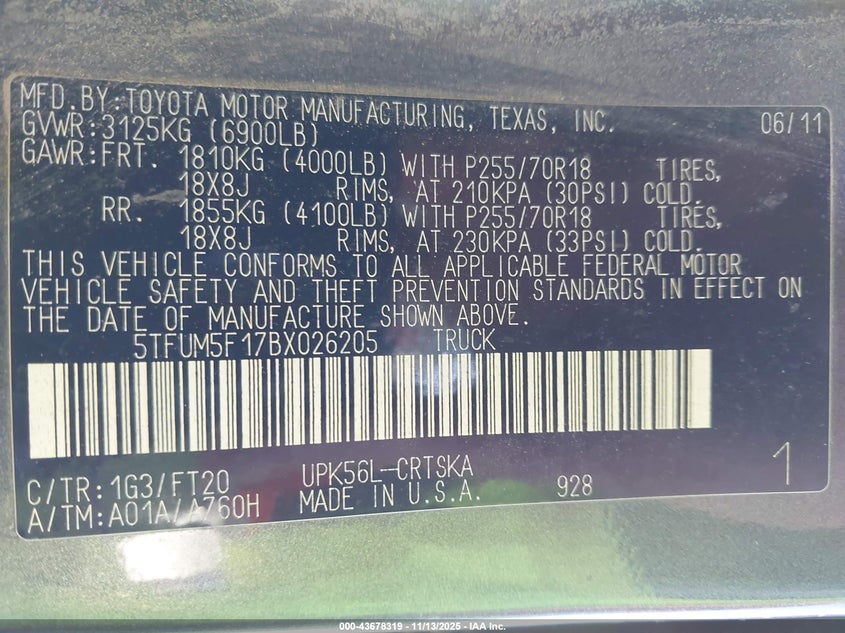 MFD.BY:TOYOTA MOTOR MANUFACTURING, TEXAS, INC. 06/11
GVWR:3125KG (6900LB)
GAWR:FRT. 1810KG (4000LB) WITH P255/70R18 TIRES,
18X8J RIMS, AT 210KPA (30PSI) COLD.
RR. 1855KG (4100LB) WITH P255/70R18 TIRES,
18X8J RIMS, AT 230KPA (33PSI) COLD.
THIS VEHICLE CONFORMS TO ALL APPLICABLE FEDERAL MOTOR
VEHICLE SAFETY AND THEFT PREVENTION STANDARDS IN EFFECT ON
THE DATE OF MANUFACTURE SHOWN ABOVE.
5TFUM5F17BX026205 TRUCK
C/TR:1G3/FT20 UPK56L-CRTSKA 1
A/TM:A01A/A760H MADE IN U.S.A. 928
000-43678319 - 11/13/2025 - IAA Inc.